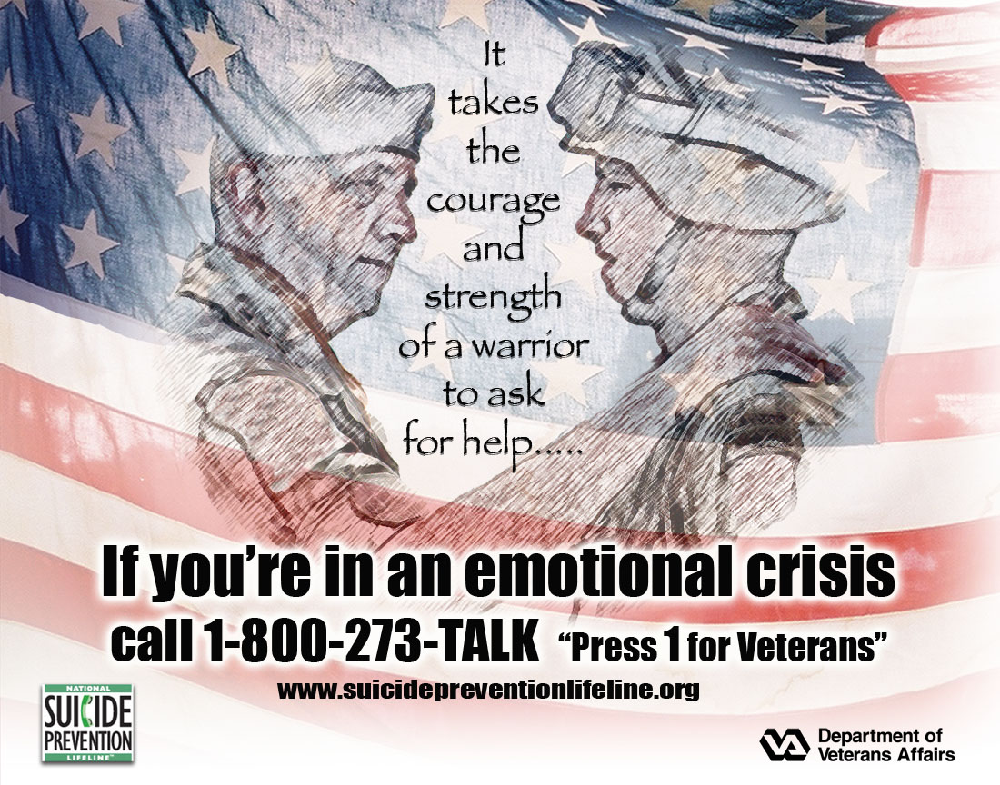 It
takes
the
courage
and
strength
of a warrior
to ask
for help.....
If you're in an emotional crisis
call 1-800-273-TALK “Press 1 for Veterans”
www.suicidepreventionlifeline.org
NATIONAL
SUICIDE
PREVENTION
LIFELINE™
VA
Department of
Veterans Affairs